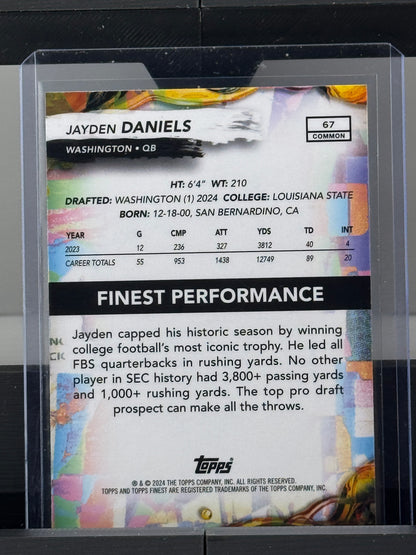 JAYDEN DANIELS
67
COMMON
WASHINGTON • QB
HT: 6'4" WT: 210
DRAFTED: WASHINGTON (1) 2024 COLLEGE: LOUISIANA STATE
BORN: 12-18-00, SAN BERNARDINO, CA
YEAR G CMP ATT YDS TD INT
2023 12 236 327 3812 40 4
CAREER TOTALS 55 953 1438 12749 89 20
FINEST PERFORMANCE
Jayden capped his historic season by winning
college football's most iconic trophy. He led all
FBS quarterbacks in rushing yards. No other
player in SEC history had 3,800+ passing yards
and 1,000+ rushing yards. The top pro draft
prospect can make all the throws.
topps
® & © 2024 THE TOPPS COMPANY, INC. ALL RIGHTS RESERVED.
TOPPS AND TOPPS FINEST ARE REGISTERED TRADEMARKS OF THE TOPPS COMPANY, INC.